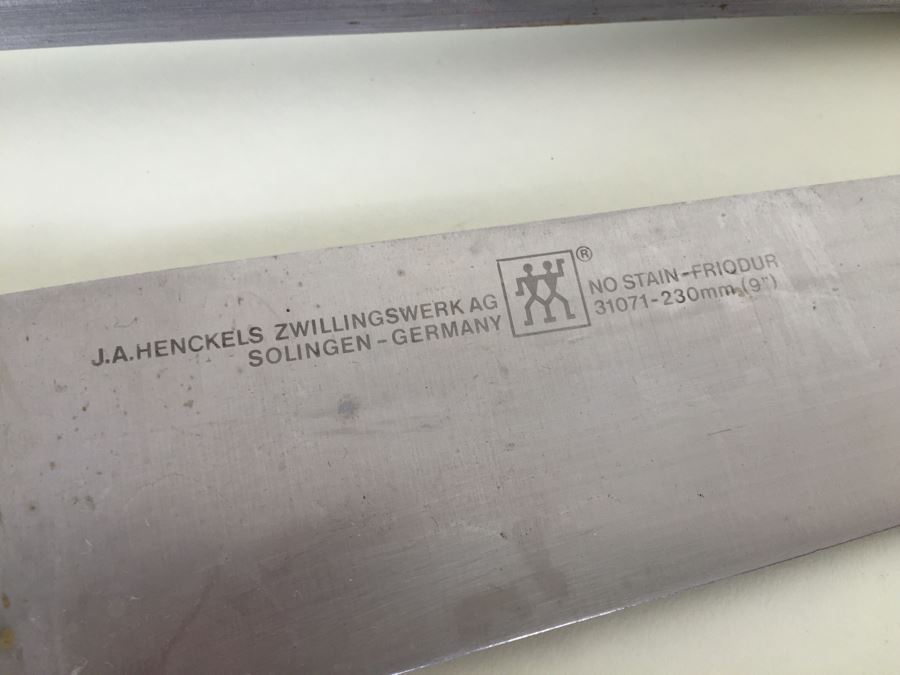 J.A.HENCKELS ZWILLINGSWERK AG
SOLINGEN-GERMANY
®
NO STAIN-FRIODUR
31071-230mm (9")